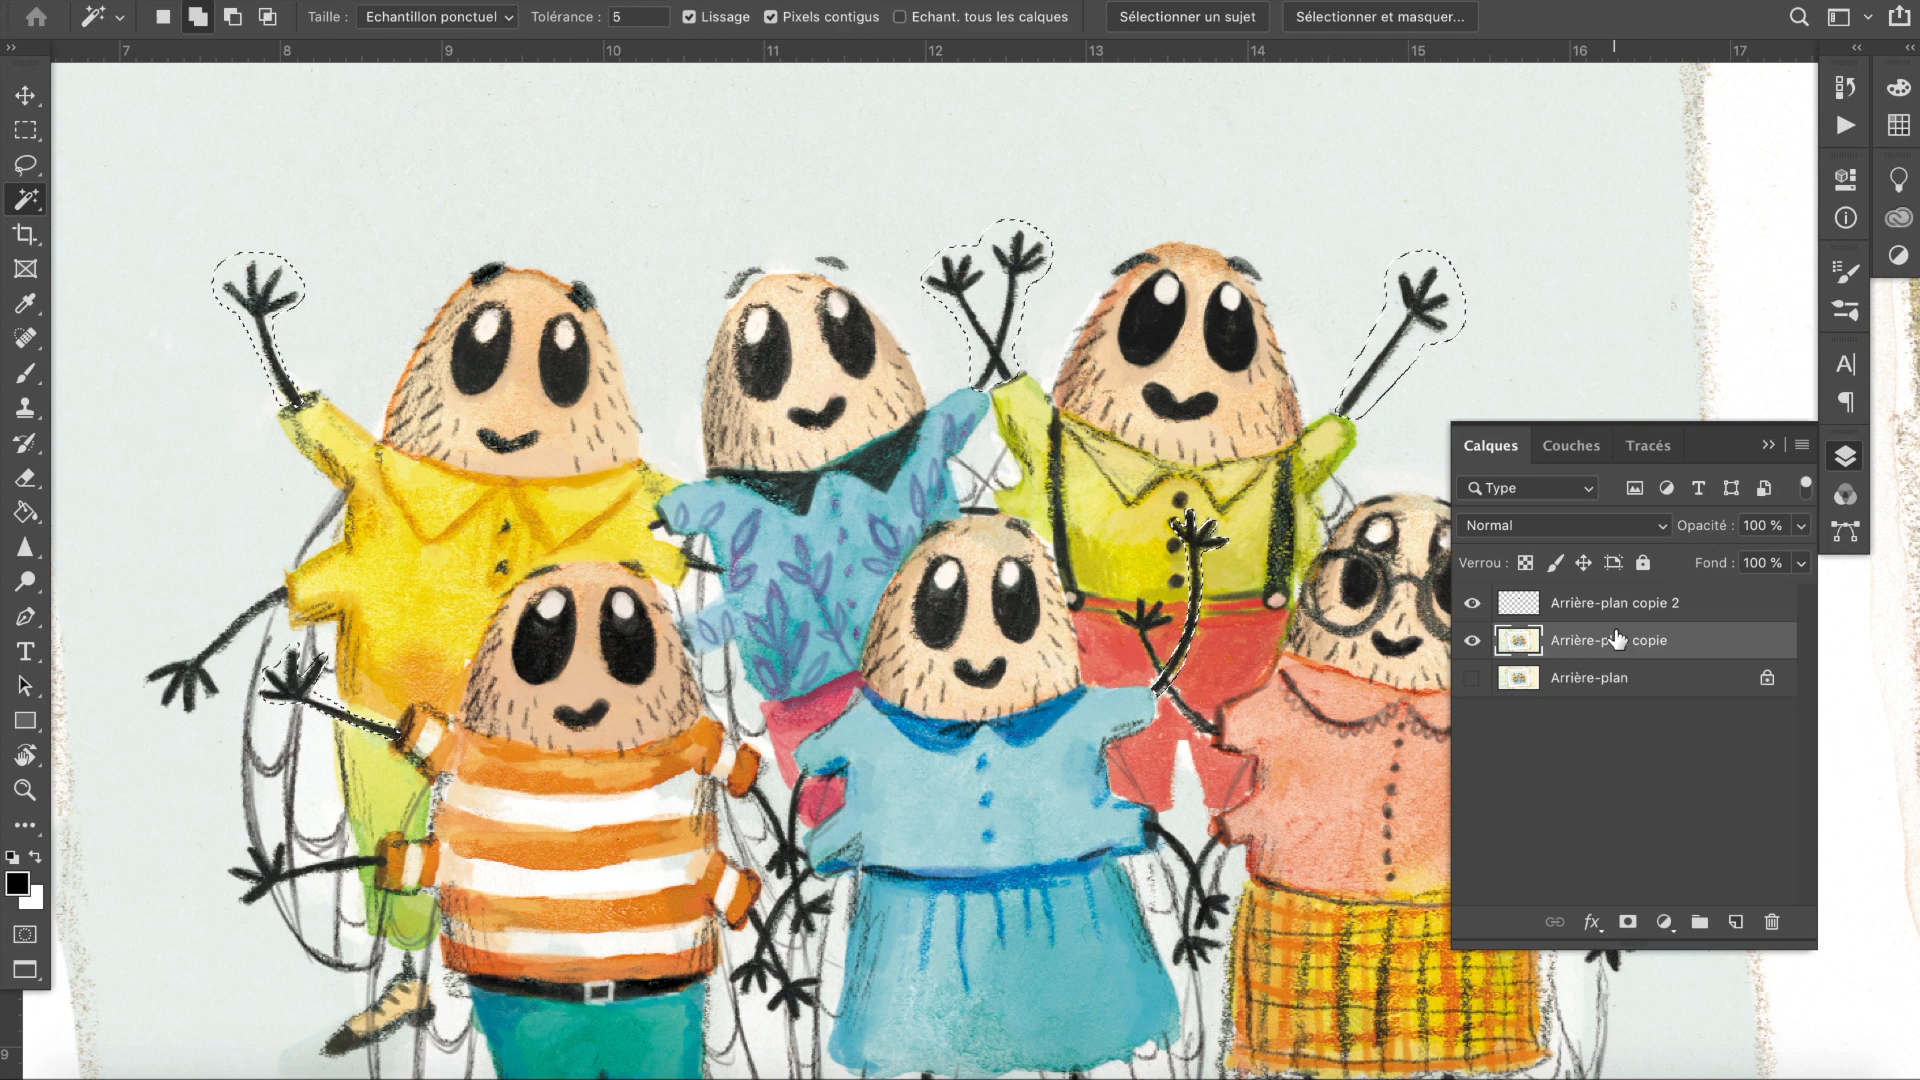 Taille : Echantillon ponctuel Tolérance : 5 Lissage Pixels contigus Echant. tous les calques Sélectionner un sujet Sélectionner et masquer...
7 8 9 10 11 12 13 14 15 16 17
Calques Couches Tracés
Type
Normal Opacité : 100 %
Verrou : Fond : 100 %
Arrière-plan copie 2
Arrière-p copie
Arrière-plan
9